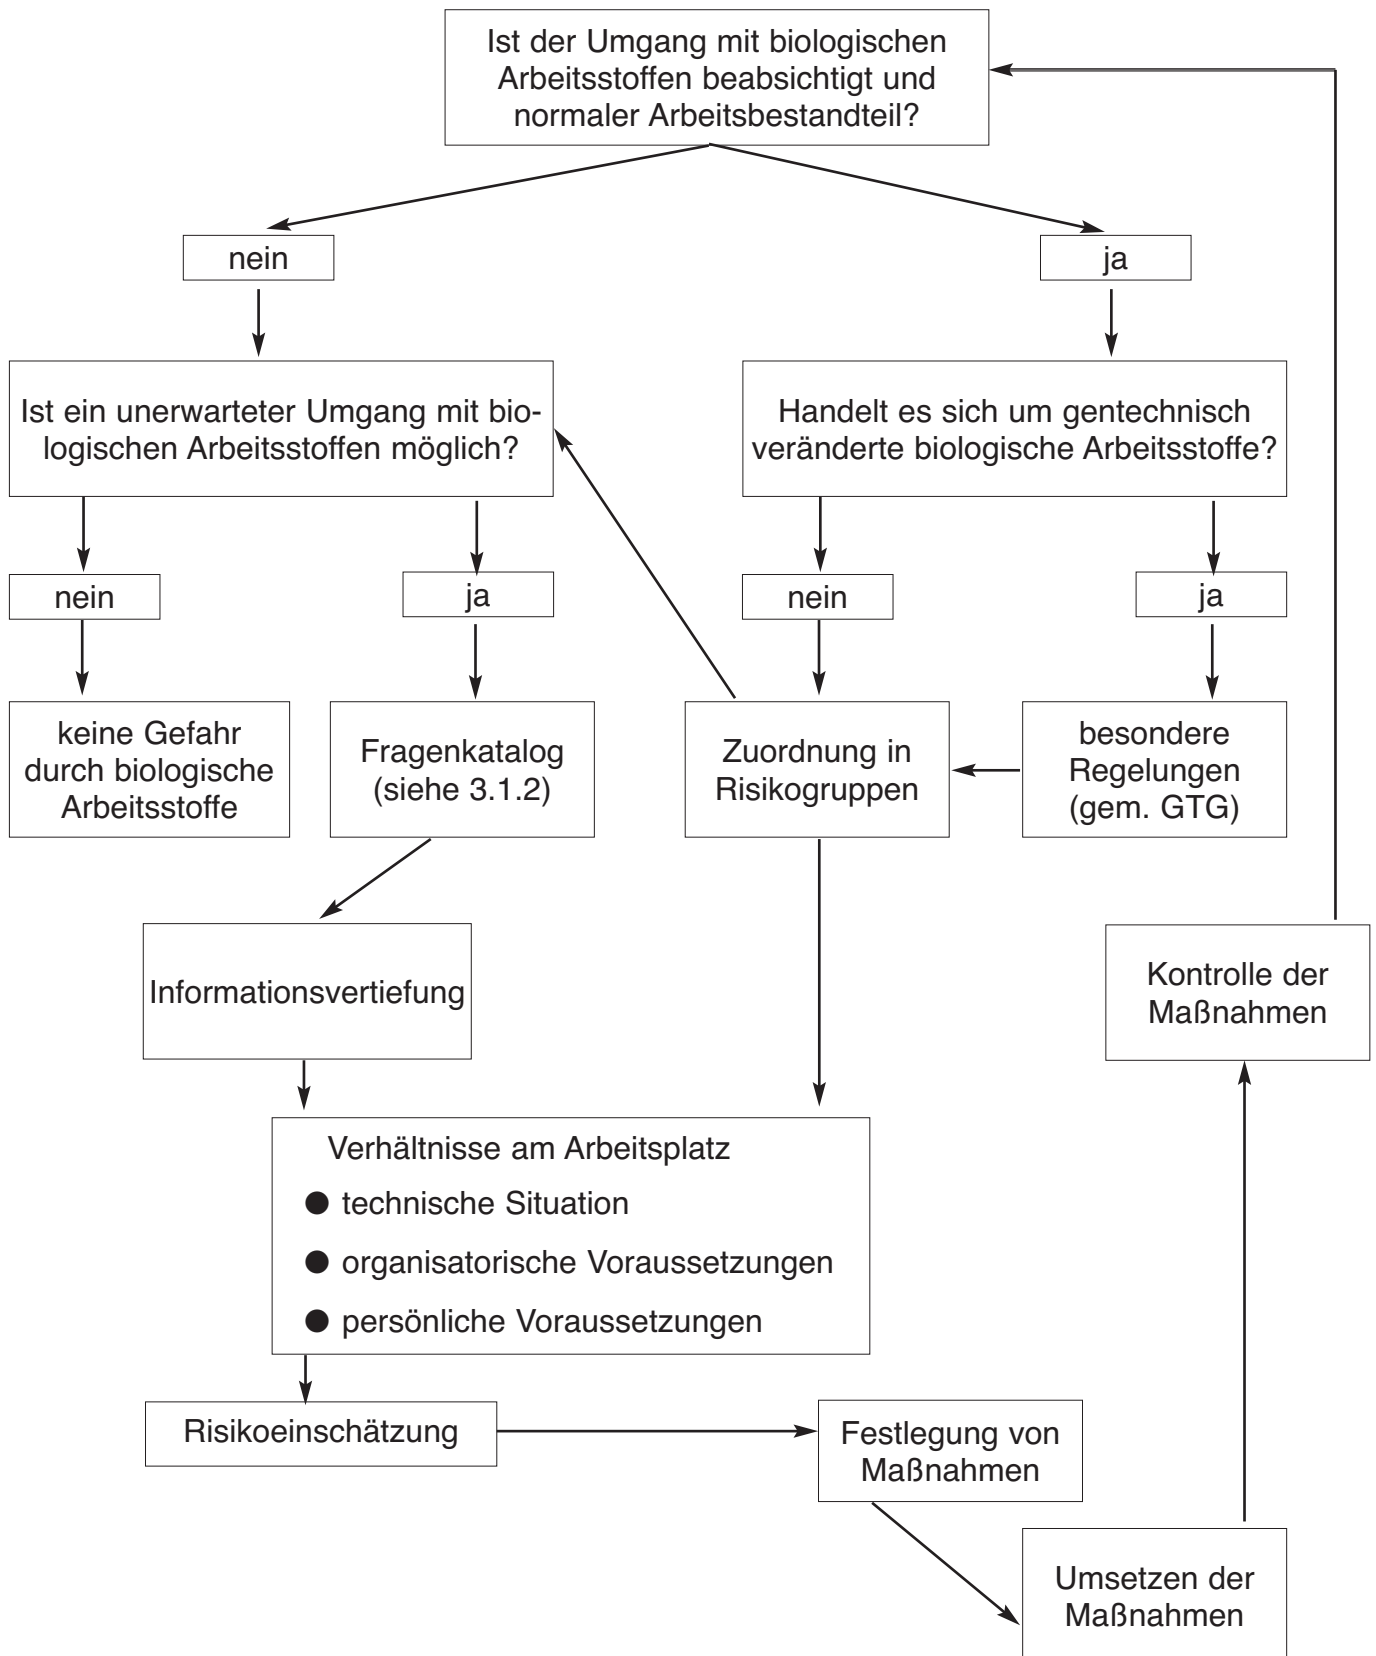 Ist der Umgang mit biologischen
Arbeitsstoffen beabsichtigt und
normaler Arbeitsbestandteil?
nein
ja
Ist ein unerwarteter Umgang mit bio-
logischen Arbeitsstoffen möglich?
Handelt es sich um gentechnisch
veränderte biologische Arbeitsstoffe?
nein
ja
nein
ja
keine Gefahr
durch biologische
Arbeitsstoffe
Fragenkatalog
(siehe 3.1.2)
Zuordnung in
Risikogruppen
besondere
Regelungen
(gem. GTG)
Informationsvertiefung
Kontrolle der
Maßnahmen
Verhältnisse am Arbeitsplatz
● technische Situation
● organisatorische Voraussetzungen
● persönliche Voraussetzungen
Risikoeinschätzung
Festlegung von
Maßnahmen
Umsetzen der
Maßnahmen